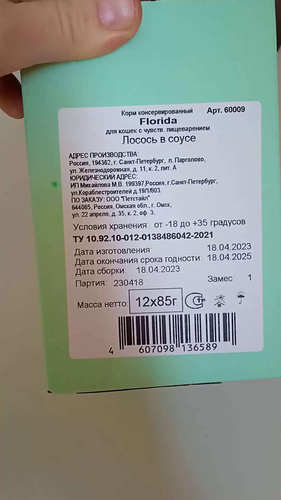 Корм консервированный Арт. 60009
Florida
для кошек с чувств. пищеварением
Лосось в соусе
АДРЕС ПРОИЗВОДСТВА:
Россия, 194362, г. Санкт-Петербург, п. Парголово,
ул. Железнодорожная, д. 11, к. 2, лит. А
ЮРИДИЧЕСКИЙ АДРЕС:
ИП Михайлова М.В. 199397,Россия, г.Санкт-Петербург,
ул.Кораблестроителей д.19/1/803.
ПО ЗАКАЗУ: ООО "Петстайл"
644065, Россия, Омская обл., г. Омск,
ул. 22 апреля, д. 35, к. 2, оф. 3.
Условия хранения: от -18 до +35 градусов
ТУ 10.92.10-012-0138486042-2021
Дата изготовления 18.04.2023
Дата окончания срока годности 18.04.2025
Дата сборки 18.04.2023
Партия: 230418 Замес: 1
Масса нетто: 12х85г
4 607098 136589